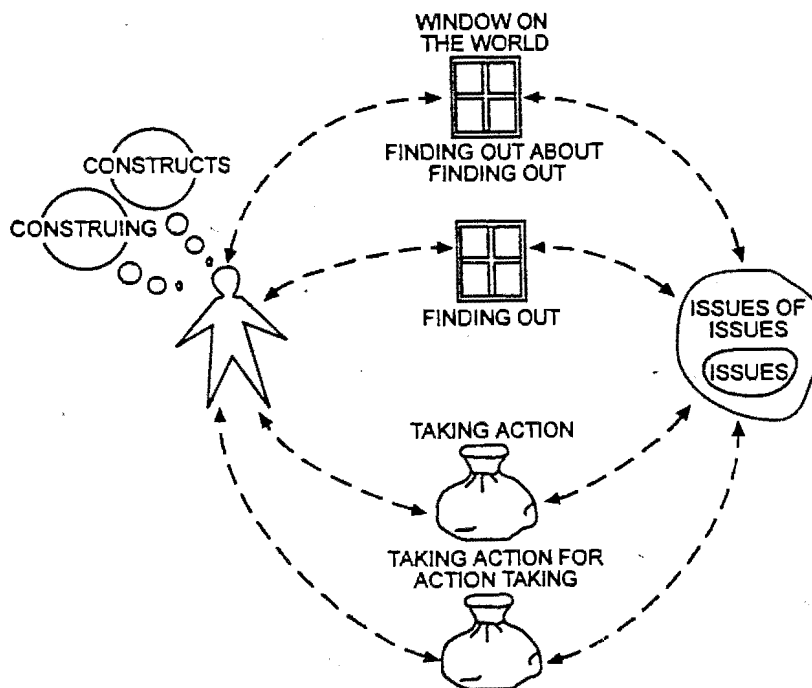 WINDOW ON
THE WORLD
FINDING OUT ABOUT
FINDING OUT
CONSTRUCTS
CONSTRUING
FINDING OUT
ISSUES OF
ISSUES
ISSUES
TAKING ACTION
TAKING ACTION FOR
ACTION TAKING